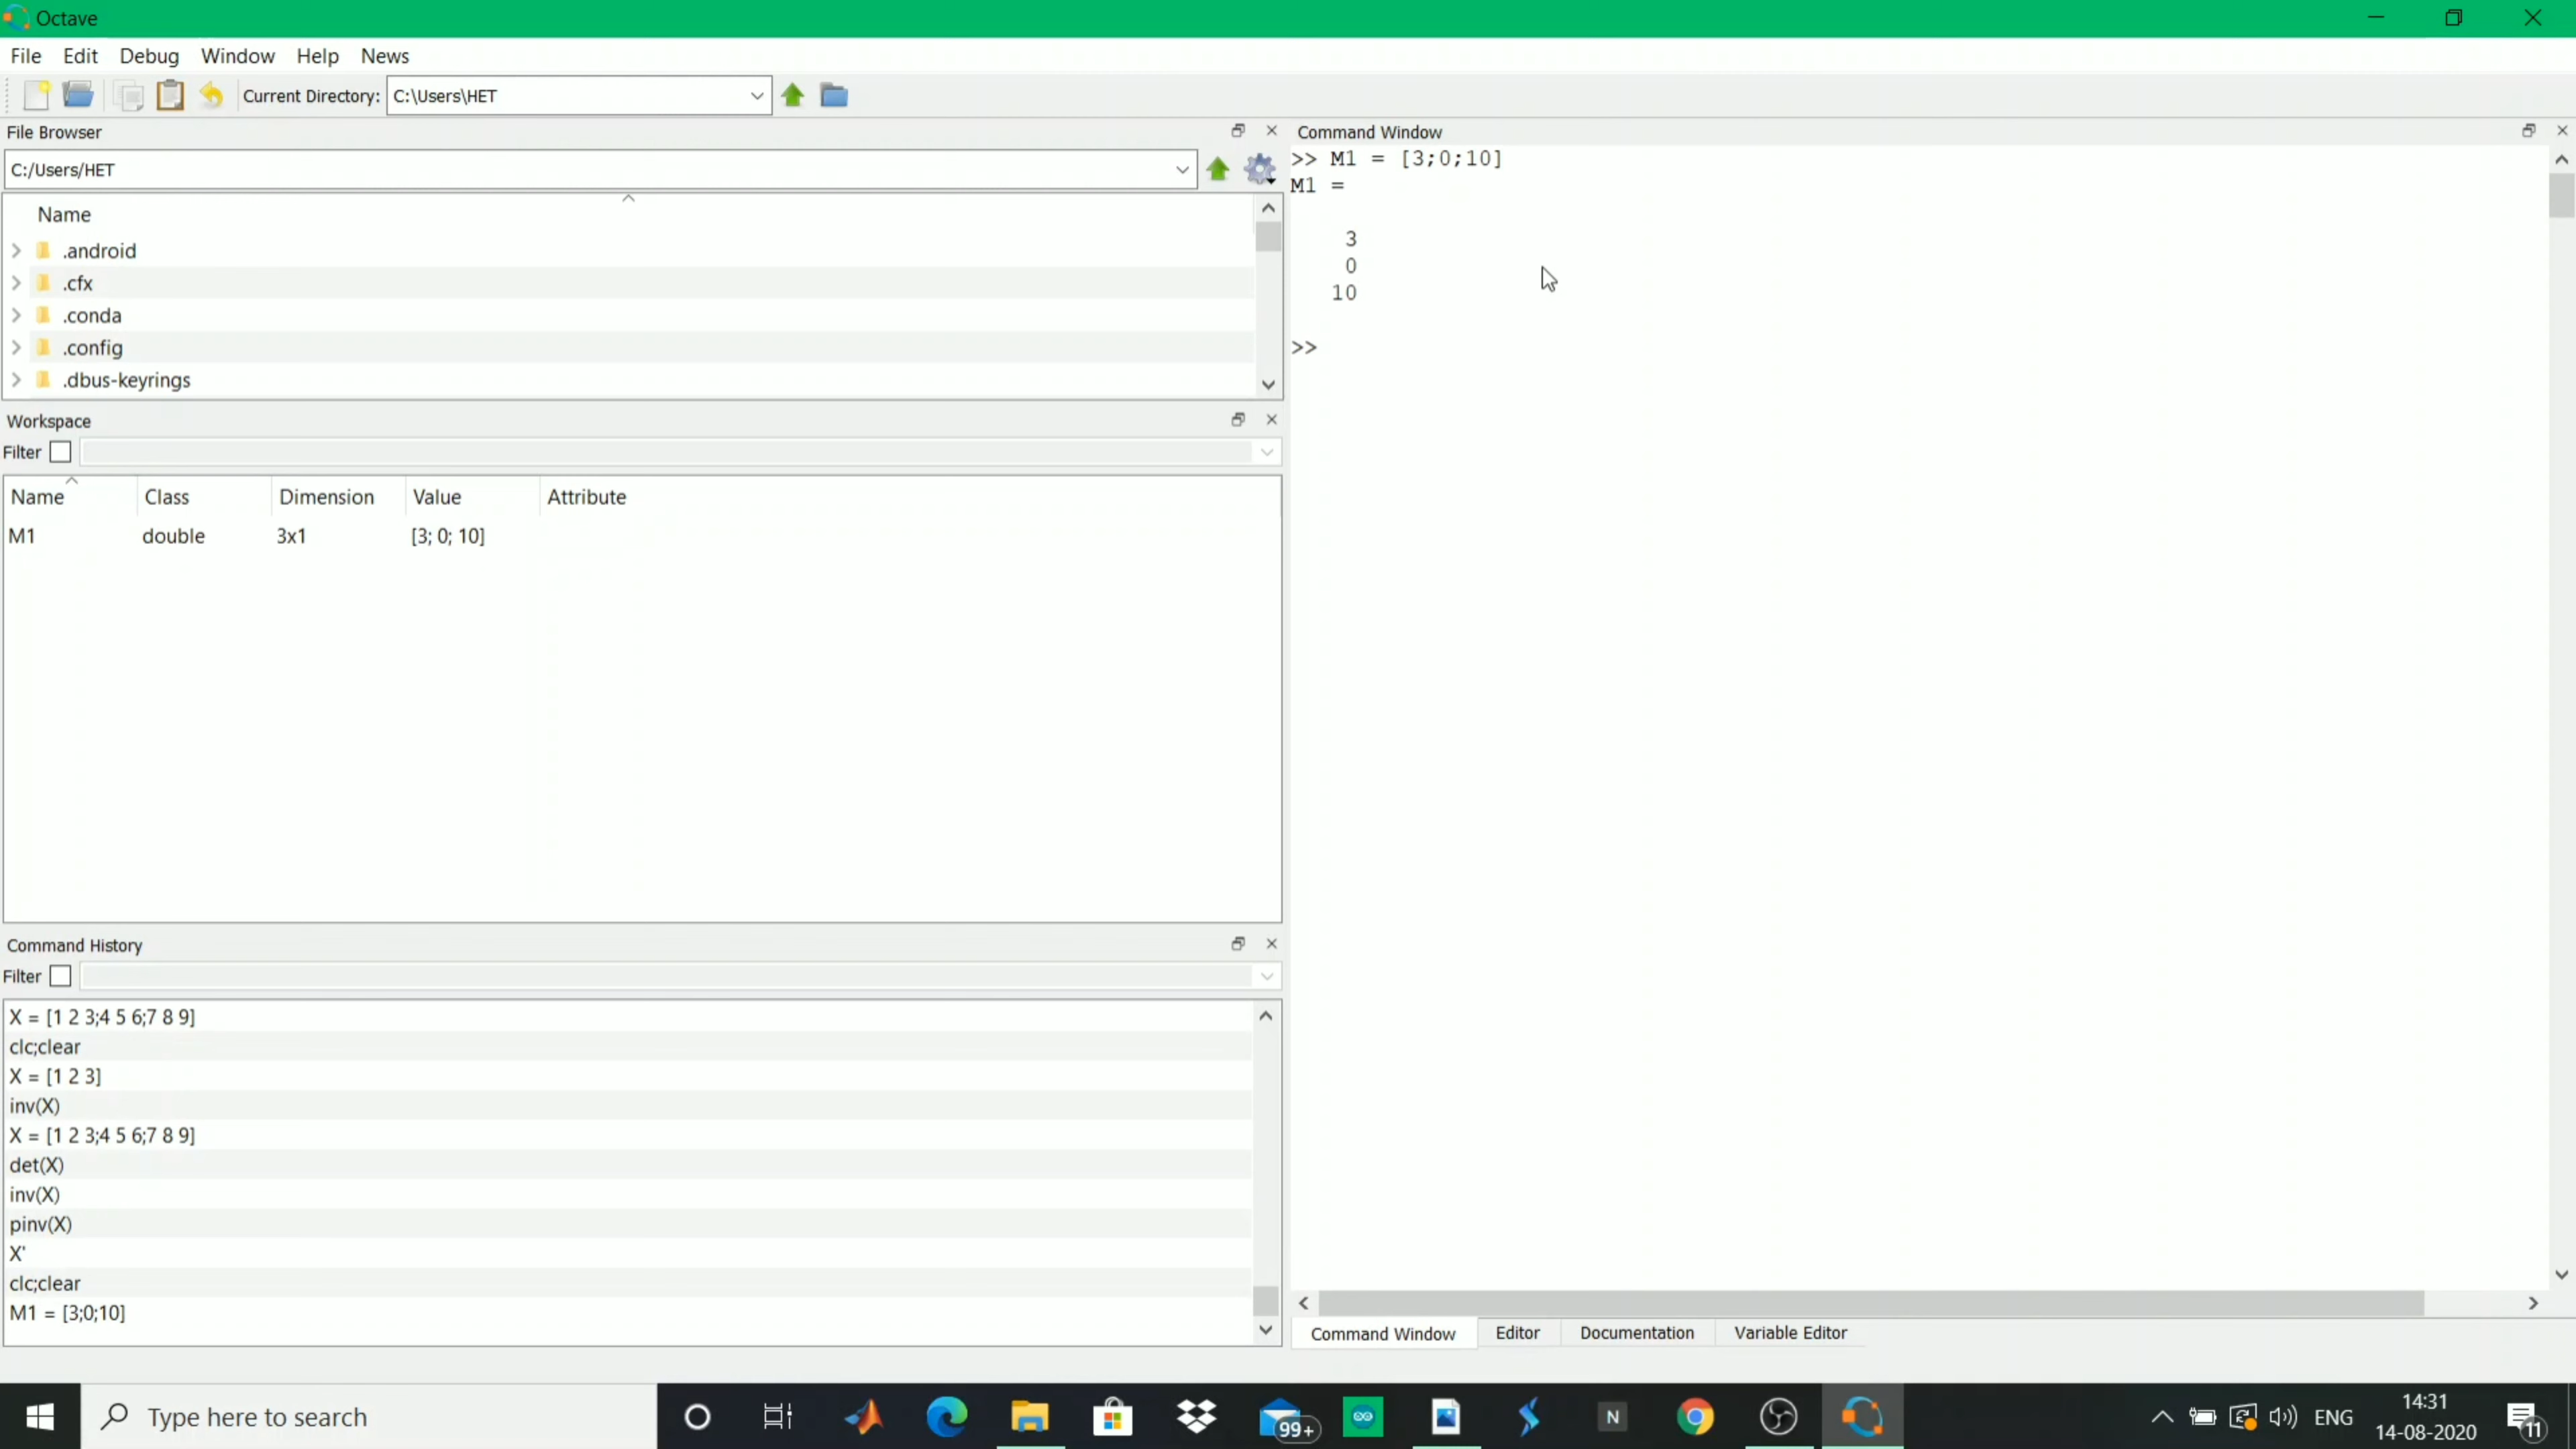 Octave
File Edit Debug Window Help News
Current Directory: C:\Users\HET
File Browser
C:/Users/HET
Name
.android
.cfx
.conda
.config
.dbus-keyrings
Workspace
Filter
Name Class Dimension Value Attribute
M1 double 3x1 [3; 0; 10]
Command History
Filter
X = [1 2 3;4 5 6;7 8 9]
clc;clear
X = [1 2 3]
inv(X)
X = [1 2 3;4 5 6;7 8 9]
det(X)
inv(X)
pinv(X)
X'
clc;clear
M1 = [3;0;10]
Command Window
>> M1 = [3;0;10]
M1 =
3
0
10
>>
Command Window Editor Documentation Variable Editor
Type here to search
99+
N
ENG
14:31
14-08-2020
11